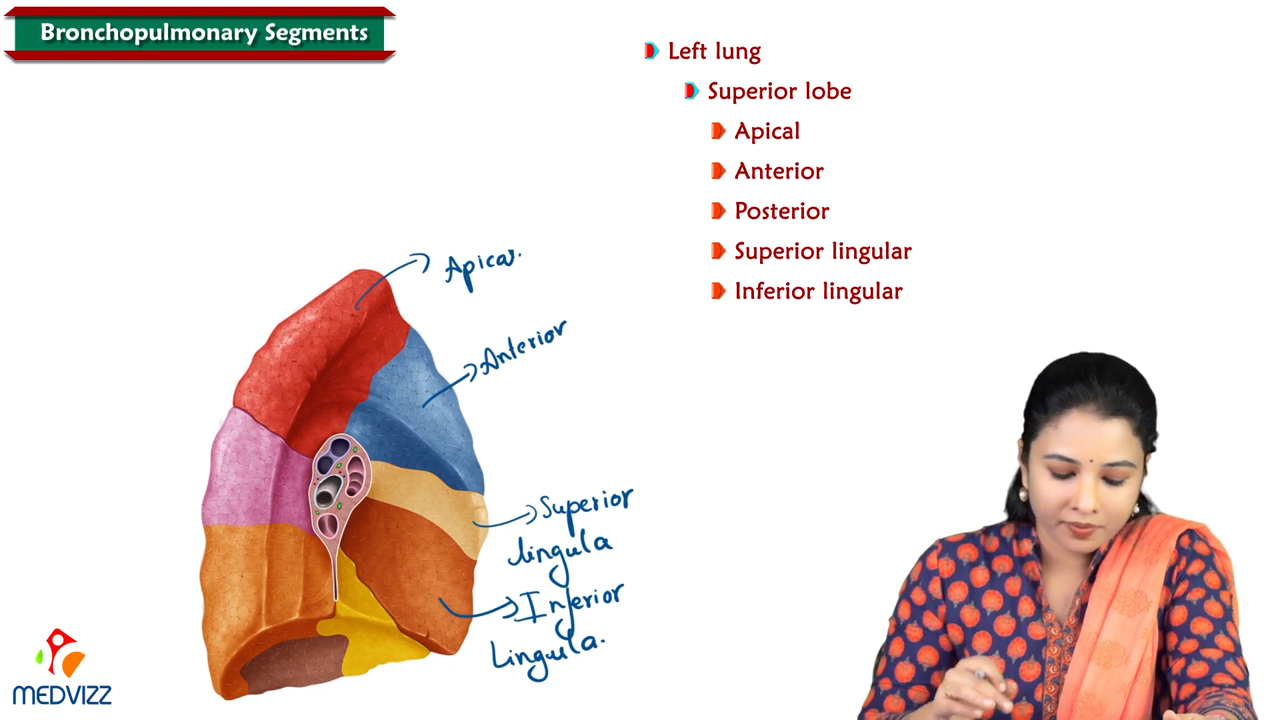 Bronchopulmonary Segments
Left lung
Superior lobe
Apical
Anterior
Posterior
Superior lingular
Inferior lingular
Apical.
Anterior
Superior
lingula
Inferior
Lingula.
MEDVIZZ